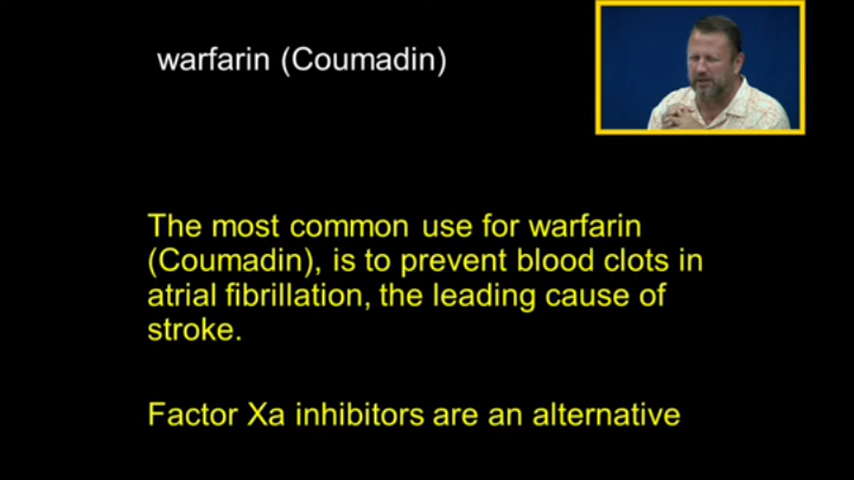 warfarin (Coumadin)
The most common use for warfarin
(Coumadin), is to prevent blood clots in
atrial fibrillation, the leading cause of
stroke.
Factor Xa inhibitors are an alternative